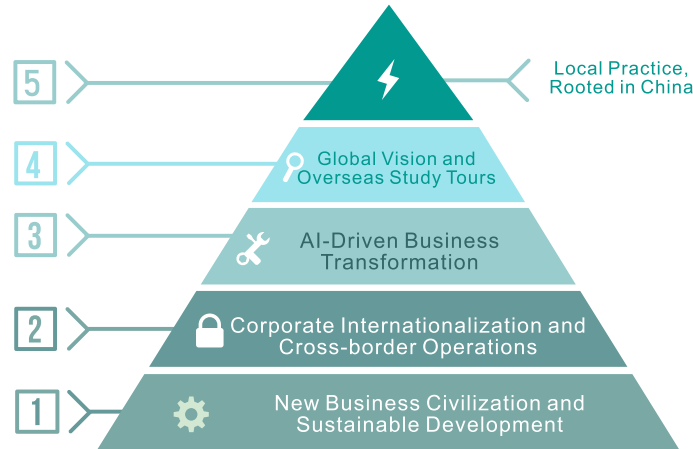 5
Local Practice,
Rooted in China
4
Global Vision and
Overseas Study Tours
3
AI-Driven Business
Transformation
2
Corporate Internationalization and
Cross-border Operations
1
New Business Civilization and
Sustainable Development